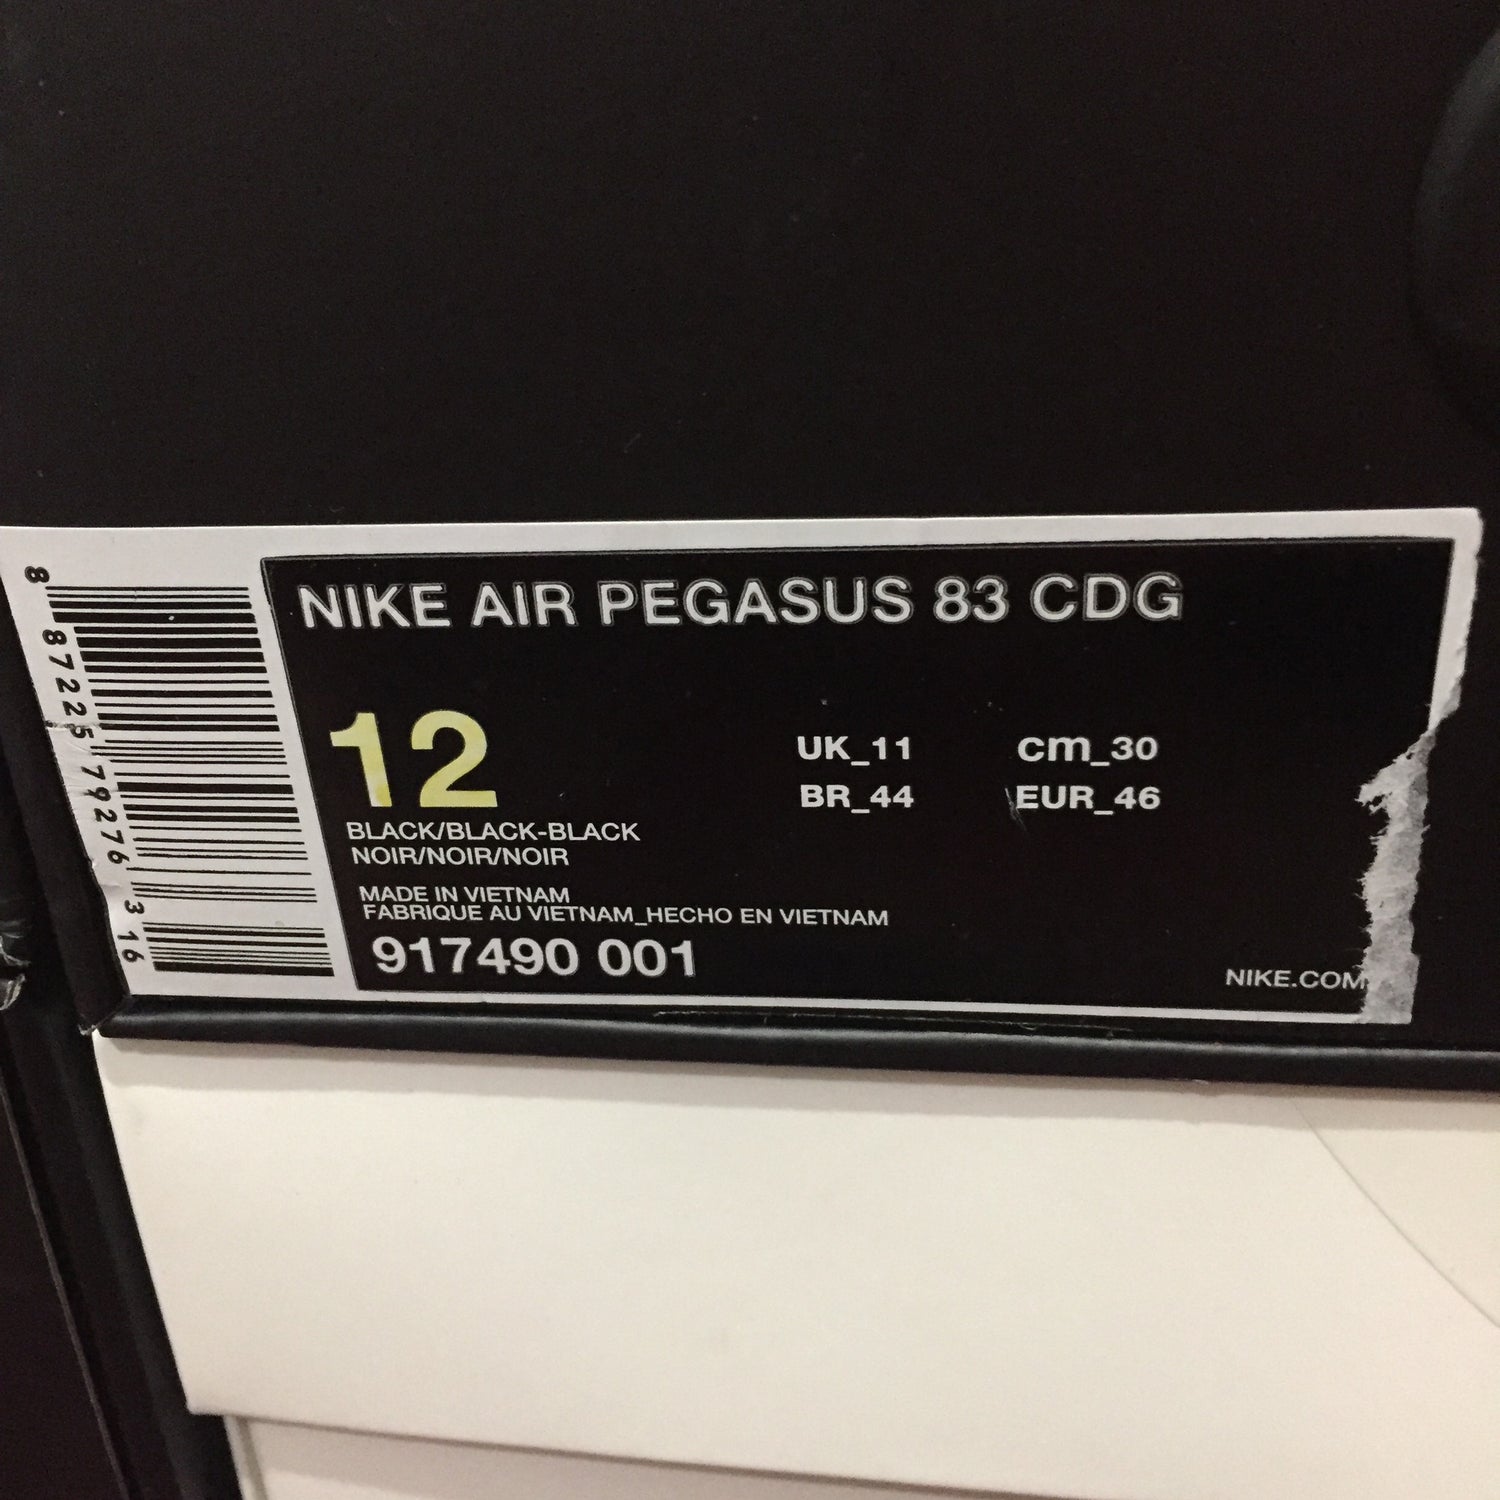 NIKE AIR PEGASUS 83 CDG
12
UK_11 cm_30
BR_44 EUR_46
BLACK/BLACK-BLACK
NOIR/NOIR/NOIR
MADE IN VIETNAM
FABRIQUE AU VIETNAM_HECHO EN VIETNAM
917490 001
NIKE.COM
8 87225 79276 3 16